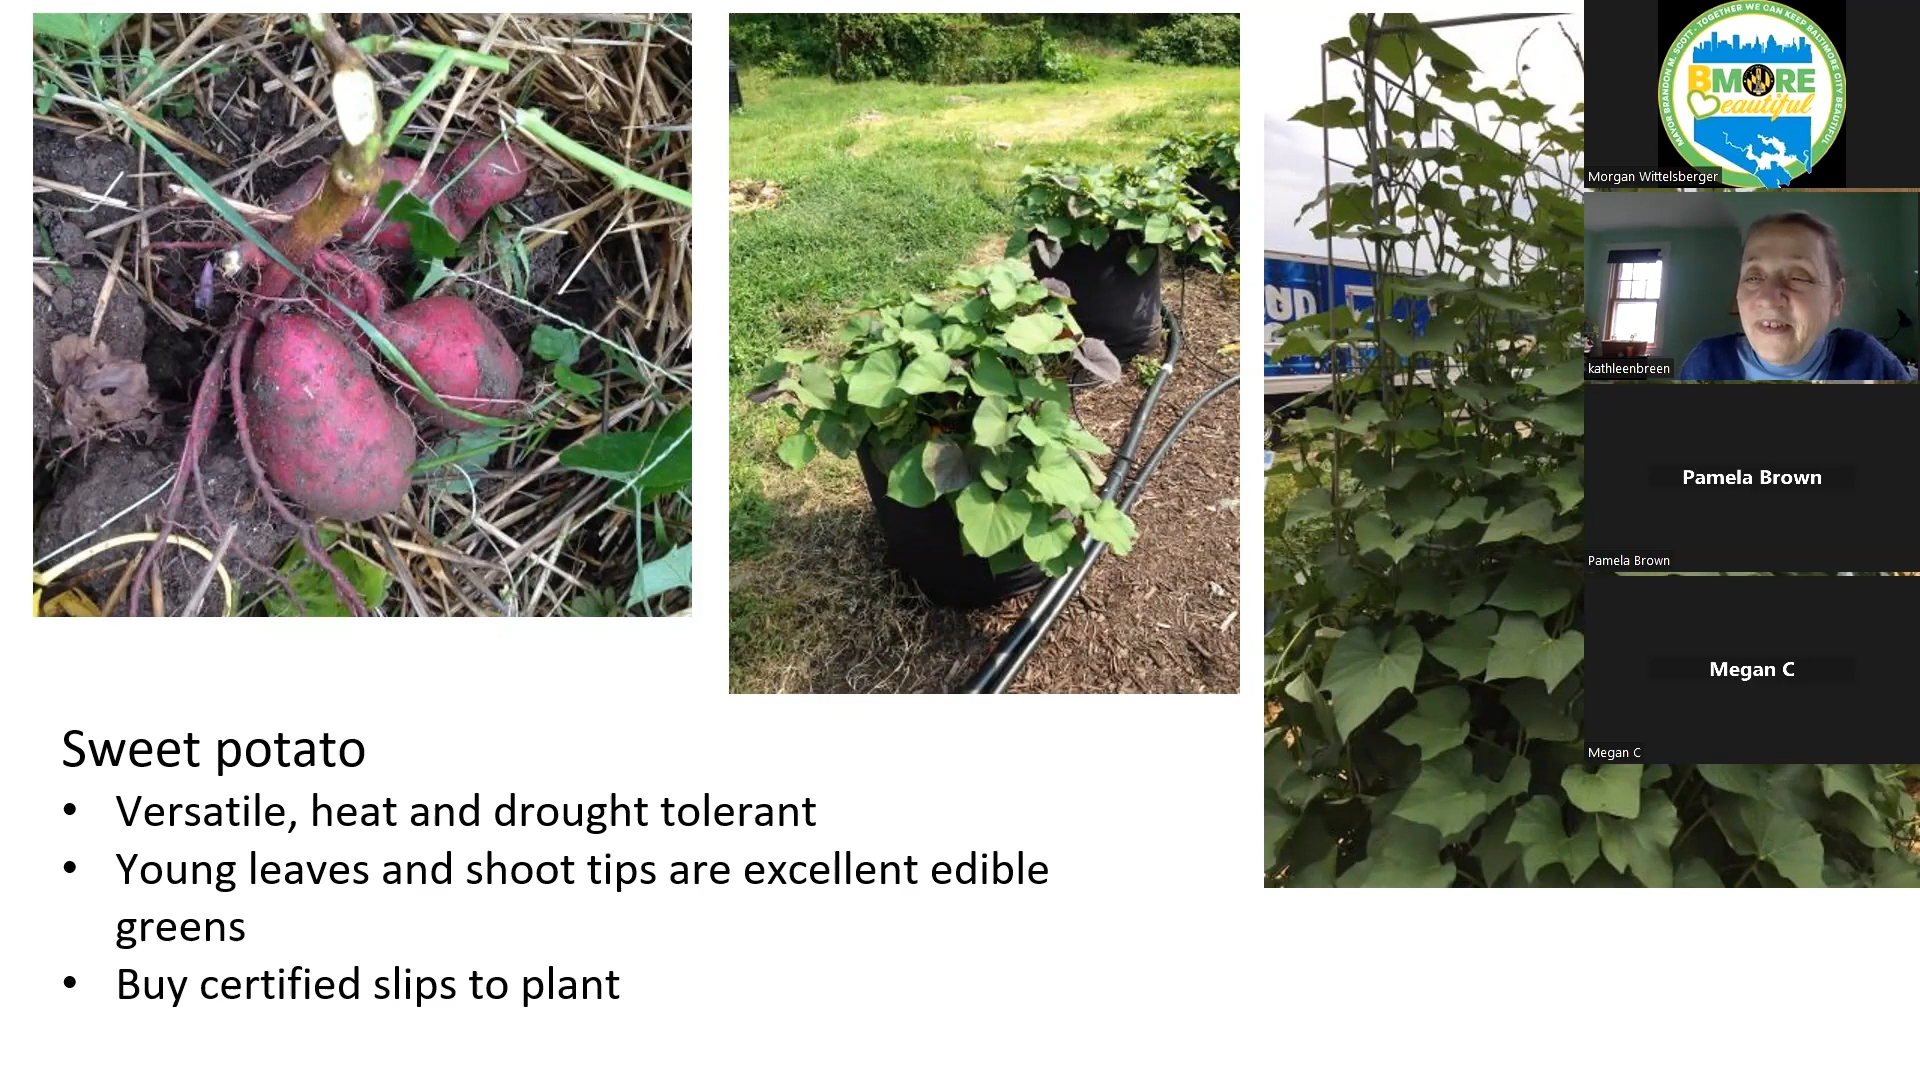 Sweet potato
• Versatile, heat and drought tolerant
• Young leaves and shoot tips are excellent edible
greens
• Buy certified slips to plant
MAYOR BRANDON M. SCOTT. TOGETHER WE CAN KEEP BALTIMORE CITY BEAUTIFUL
BMORE
Beautiful
Morgan Wittelsberger
kathleenbreen
Pamela Brown
Pamela Brown
Megan C
Megan C